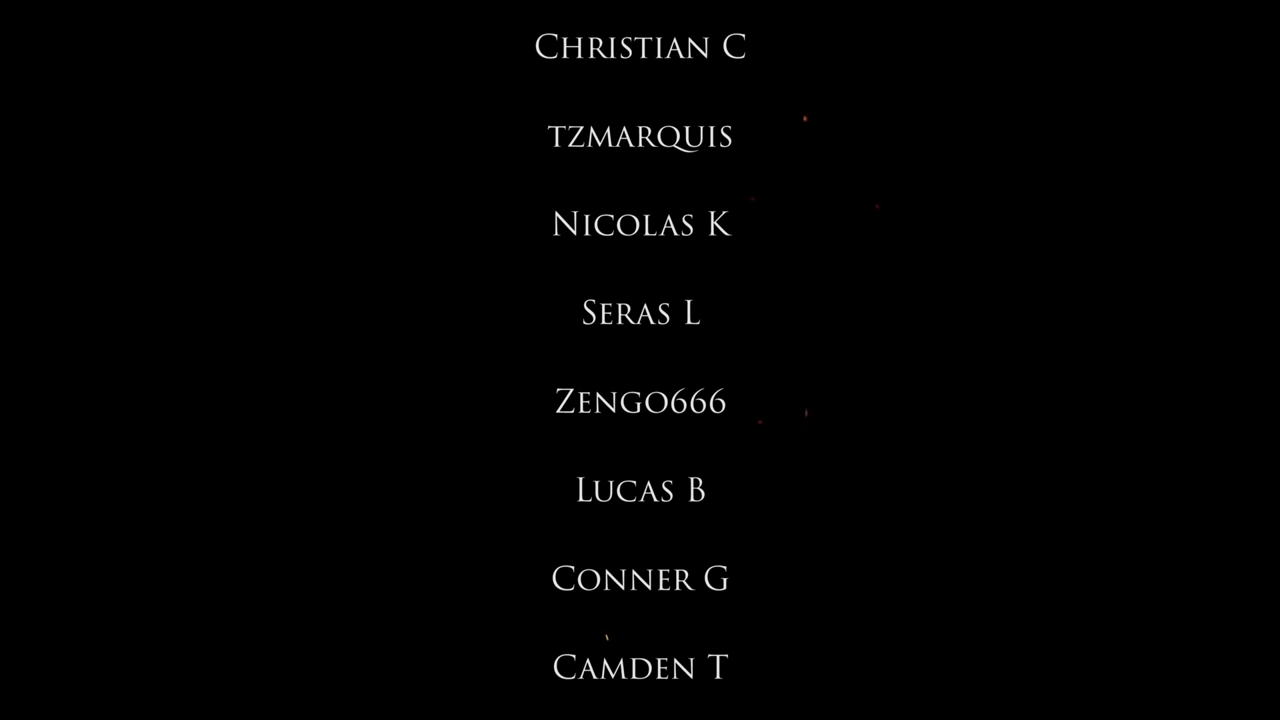 Christian C
tzmarquis
Nicolas K
Seras L
Zengo666
Lucas B
Conner G
Camden T